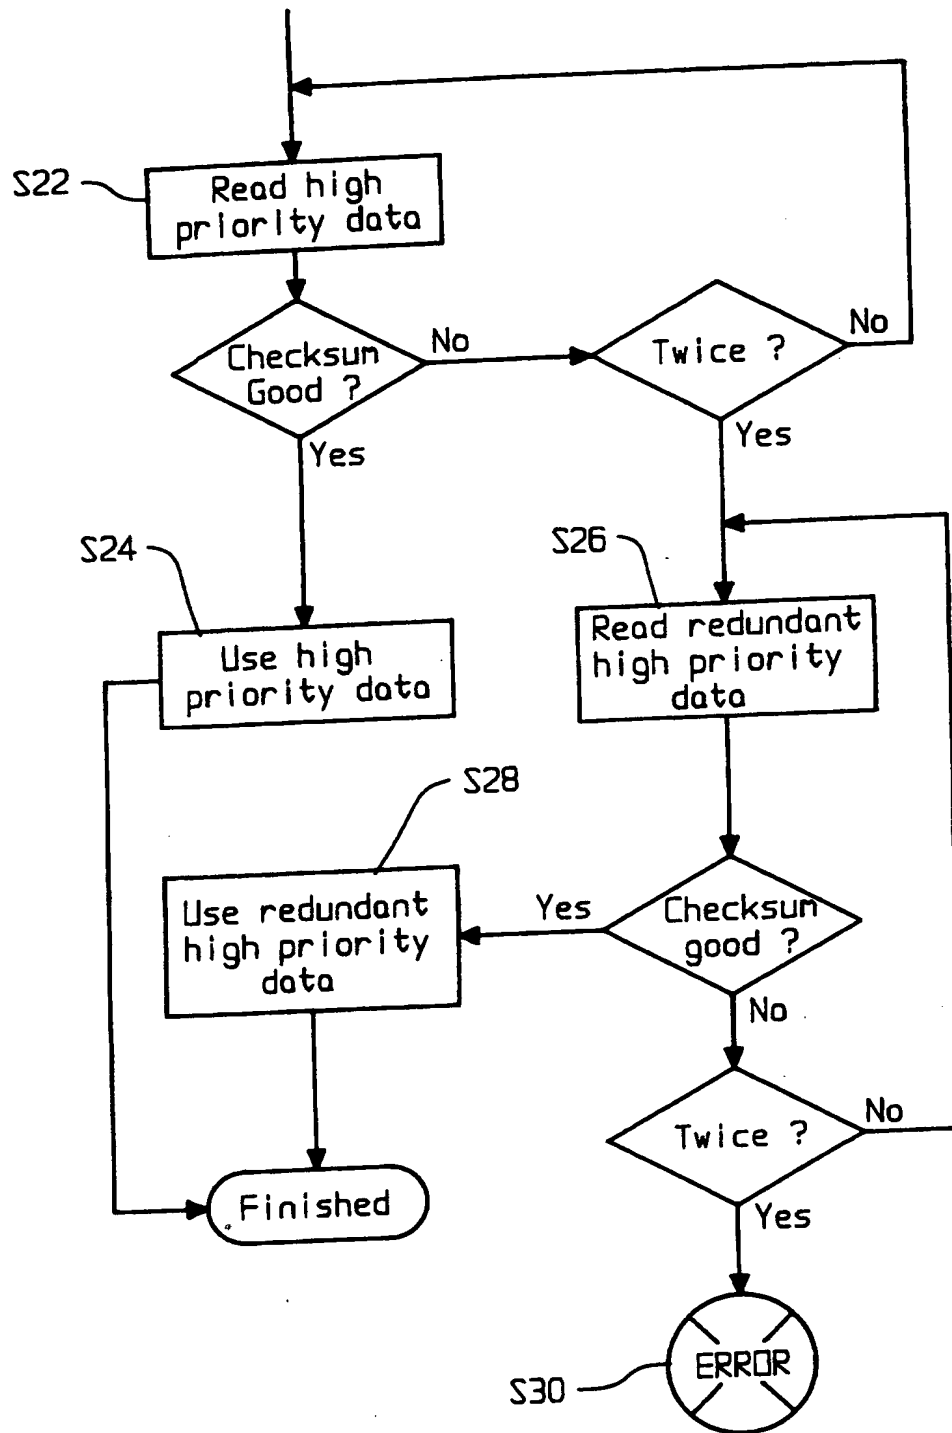 S22
Read high
priority data
Checksum
Good ?
No
Twice ?
No
Yes
Yes
S24
S26
Use high
priority data
Read redundant
high priority
data
S28
Use redundant
high priority
data
Yes
Checksum
good ?
No
Twice ?
No
Finished
Yes
ERROR
S30